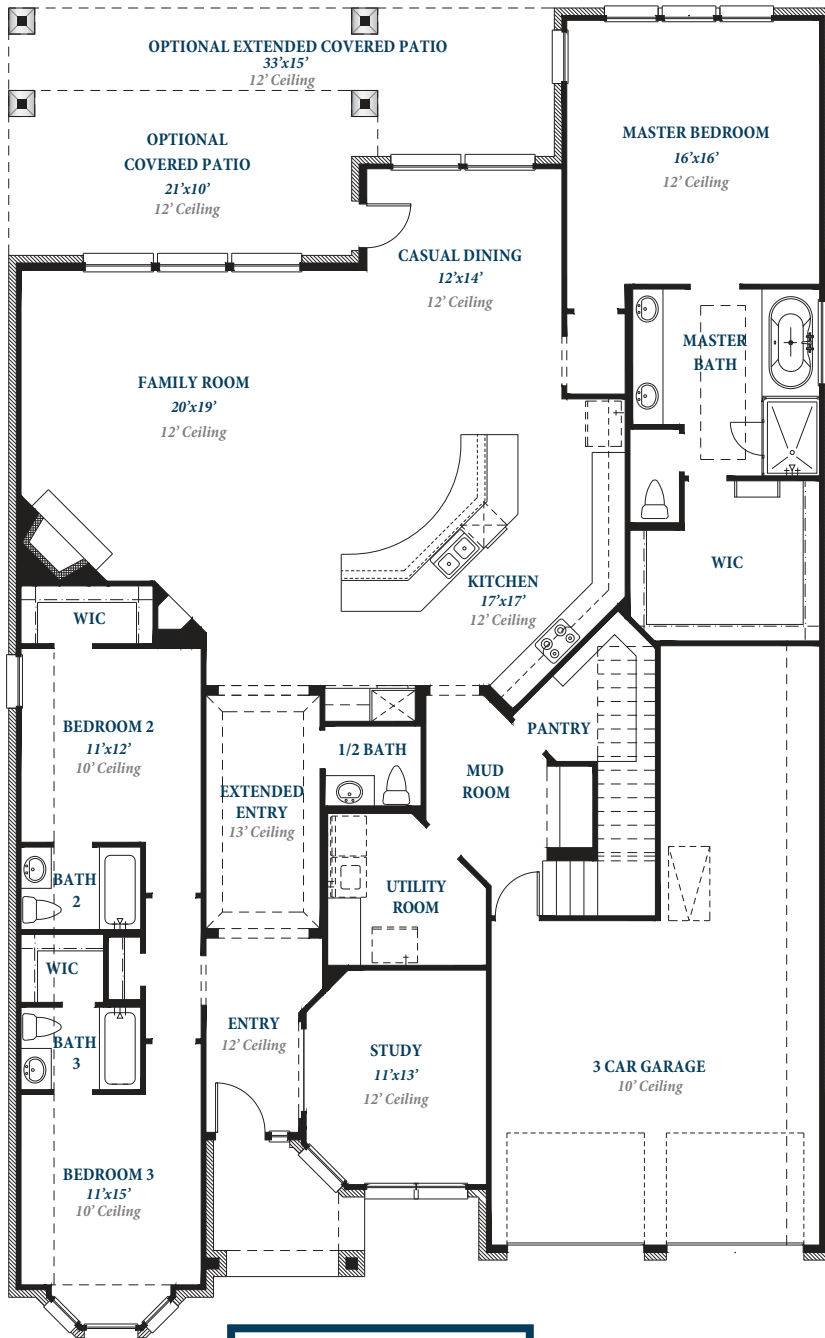 OPTIONAL EXTENDED COVERED PATIO
33'x15'
12' Ceiling
OPTIONAL
COVERED PATIO
21'x10'
12' Ceiling
MASTER BEDROOM
16'x16'
12' Ceiling
CASUAL DINING
12'x14'
12' Ceiling
MASTER
BATH
FAMILY ROOM
20'x19'
12' Ceiling
WIC
KITCHEN
17'x17'
12' Ceiling
WIC
BEDROOM 2
11'x12'
10' Ceiling
1/2 BATH
PANTRY
MUD
ROOM
EXTENDED
ENTRY
13' Ceiling
BATH
2
UTILITY
ROOM
WIC
ENTRY
12' Ceiling
BATH
3
STUDY
11'x13'
12' Ceiling
3 CAR GARAGE
10' Ceiling
BEDROOM 3
11'x15'
10' Ceiling